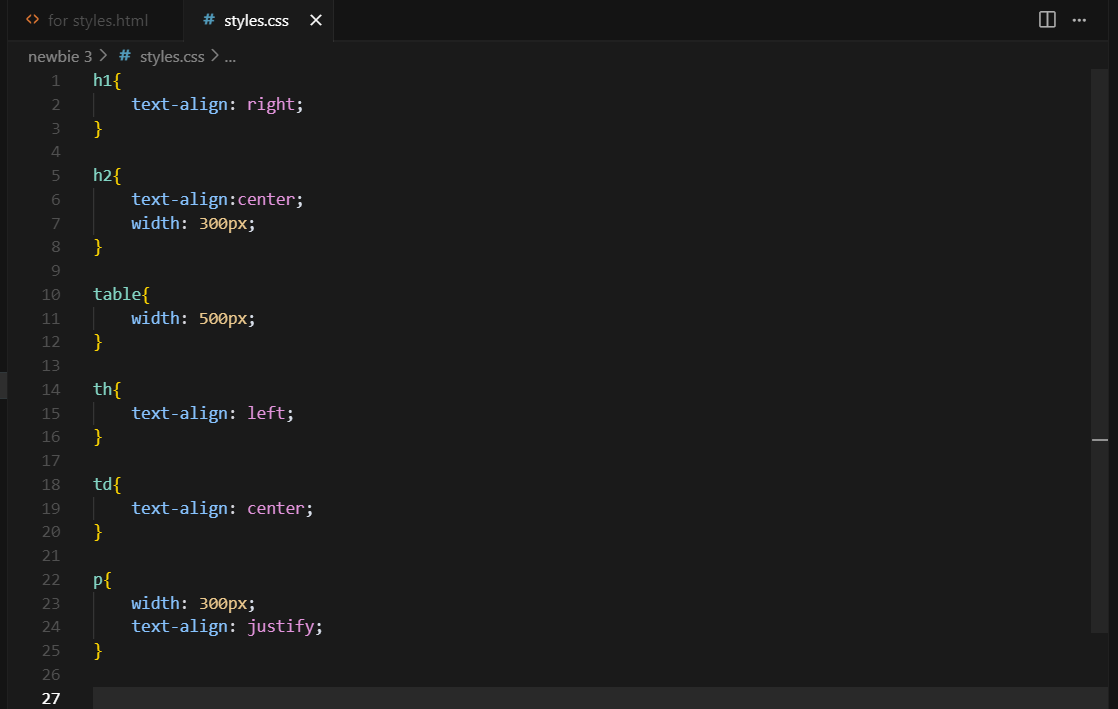 for styles.html # styles.css
newbie 3 > # styles.css > ...
1 h1{
2 text-align: right;
3 }
4
5 h2{
6 text-align:center;
7 width: 300px;
8 }
9
10 table{
11 width: 500px;
12 }
13
14 th{
15 text-align: left;
16 }
17
18 td{
19 text-align: center;
20 }
21
22 p{
23 width: 300px;
24 text-align: justify;
25 }
26
27